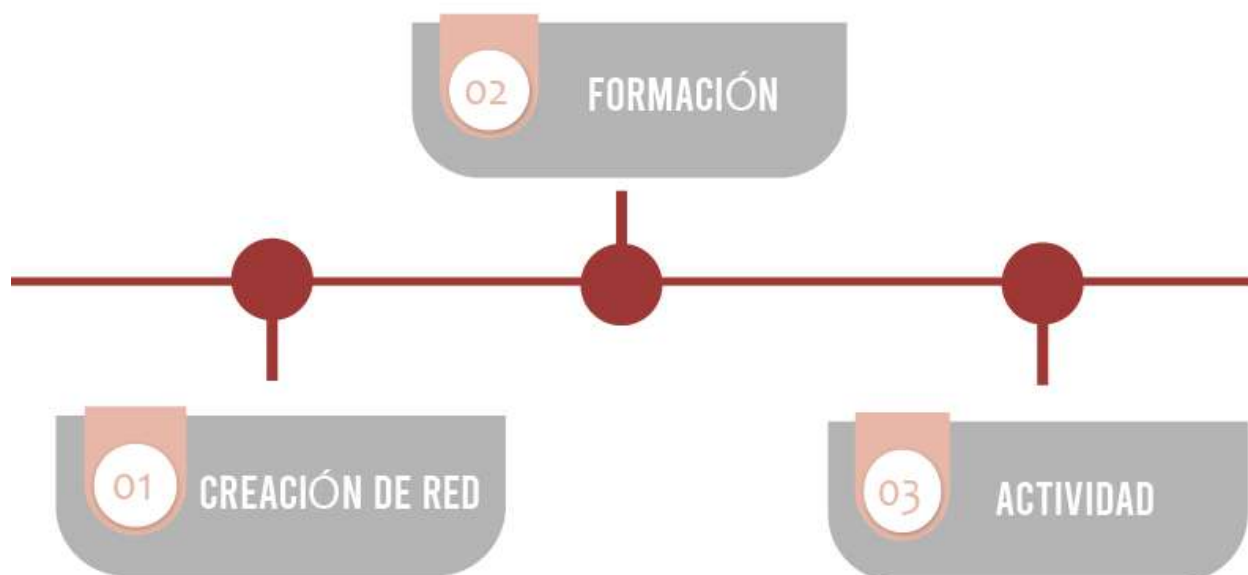 02
FORMACIÓN
01
CREACIÓN DE RED
03
ACTIVIDAD